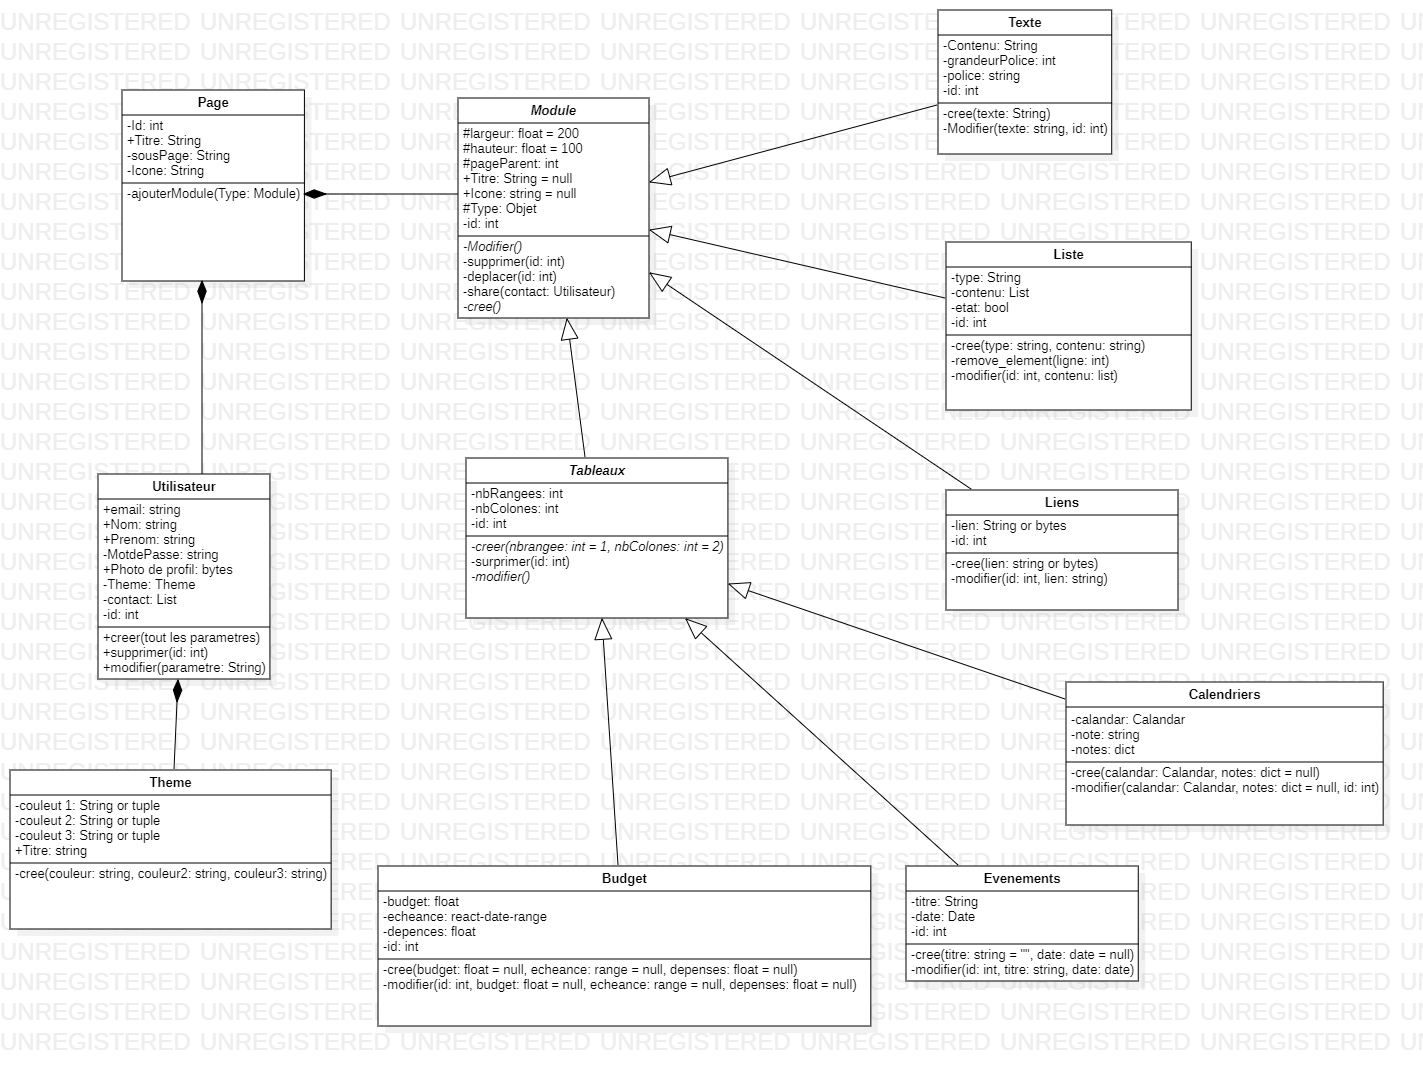 Page
-Id: int
+Titre: String
-sousPage: String
-Icone: String
-ajouterModule(Type: Module)
Module
#largeur: float = 200
#hauteur: float = 100
#pageParent: int
+Titre: String = null
+Icone: string = null
#Type: Objet
-id: int
-Modifier()
-supprimer(id: int)
-deplacer(id: int)
-share(contact: Utilisateur)
-cree()
Texte
-Contenu: String
-grandeurPolice: int
-police: string
-id: int
-cree(texte: String)
-Modifier(texte: string, id: int)
Liste
-type: String
-contenu: List
-etat: bool
-id: int
-cree(type: string, contenu: string)
-remove_element(ligne: int)
-modifier(id: int, contenu: list)
Utilisateur
+email: string
+Nom: string
+Prenom: string
-MotdePasse: string
+Photo de profil: bytes
-Theme: Theme
-contact: List
-id: int
+creer(tout les parametres)
+supprimer(id: int)
+modifier(parametre: String)
Tableaux
-nbRangees: int
-nbColones: int
-id: int
-creer(nbrangee: int = 1, nbColones: int = 2)
-surprimer(id: int)
-modifier()
Liens
-lien: String or bytes
-id: int
-cree(lien: string or bytes)
-modifier(id: int, lien: string)
Calendriers
-calandar: Calandar
-note: string
-notes: dict
-cree(calandar: Calandar, notes: dict = null)
-modifier(calandar: Calandar, notes: dict = null, id: int)
Theme
-couleut 1: String or tuple
-couleut 2: String or tuple
-couleut 3: String or tuple
+Titre: string
-cree(couleur: string, couleur2: string, couleur3: string)
Budget
-budget: float
-echeance: react-date-range
-depences: float
-id: int
-cree(budget: float = null, echeance: range = null, depenses: float = null)
-modifier(id: int, budget: float = null, echeance: range = null, depenses: float = null)
Evenements
-titre: String
-date: Date
-id: int
-cree(titre: string = "", date: date = null)
-modifier(id: int, titre: string, date: date)